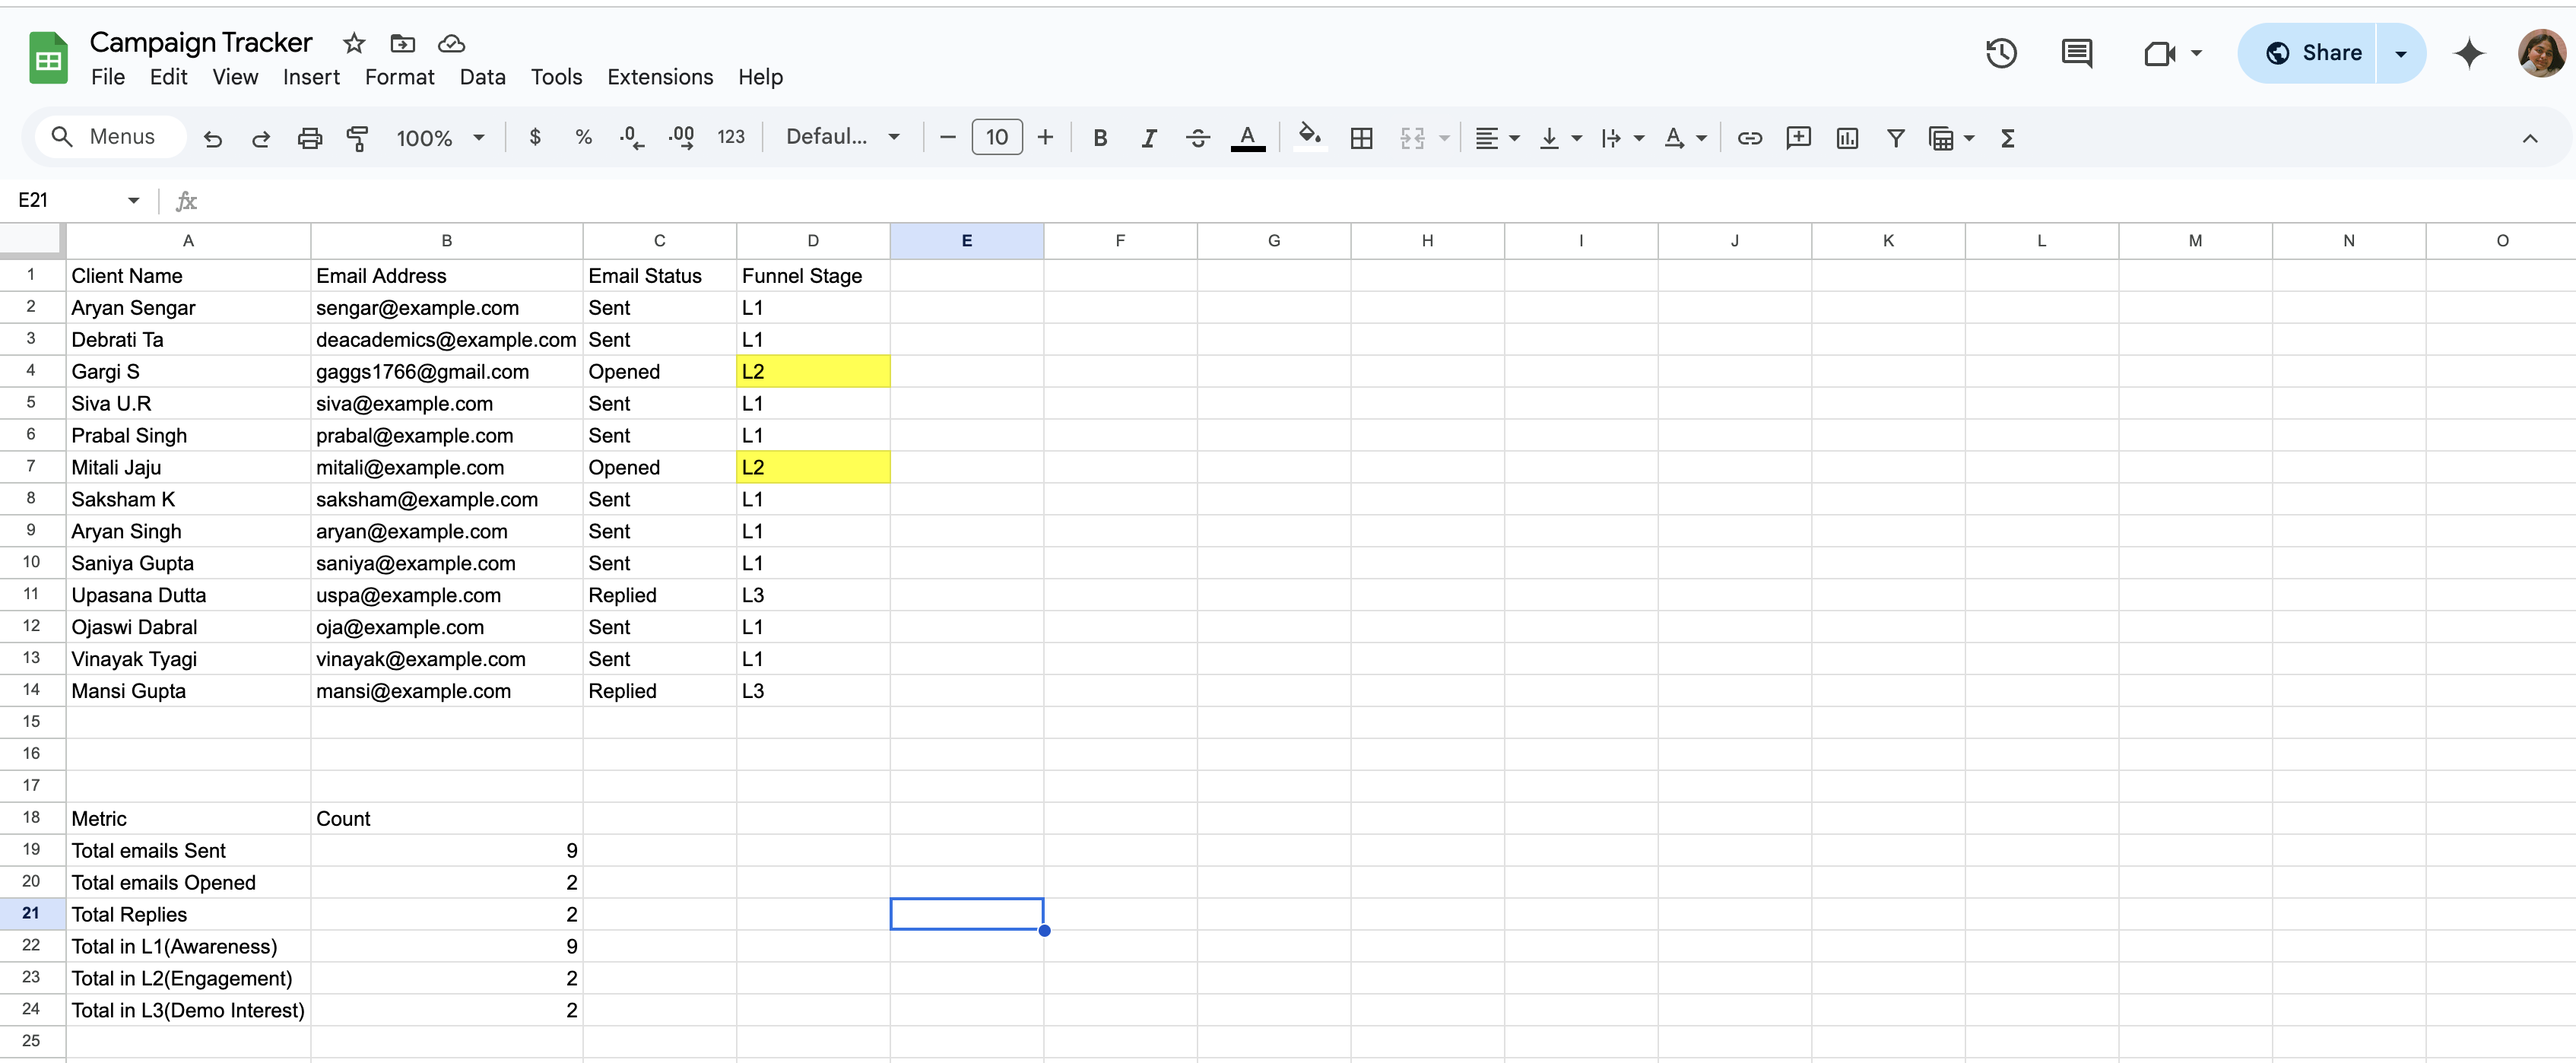 Campaign Tracker
File Edit View Insert Format Data Tools Extensions Help
Share
Menus 100% $ % .0 .00 123 Defaul... 10 B I A A Σ
E21 fx
A B C D E F G H I J K L M N O
1 Client Name Email Address Email Status Funnel Stage
2 Aryan Sengar sengar@example.com Sent L1
3 Debrati Ta deacademics@example.com Sent L1
4 Gargi S gaggs1766@gmail.com Opened L2
5 Siva U.R siva@example.com Sent L1
6 Prabal Singh prabal@example.com Sent L1
7 Mitali Jaju mitali@example.com Opened L2
8 Saksham K saksham@example.com Sent L1
9 Aryan Singh aryan@example.com Sent L1
10 Saniya Gupta saniya@example.com Sent L1
11 Upasana Dutta uspa@example.com Replied L3
12 Ojaswi Dabral oja@example.com Sent L1
13 Vinayak Tyagi vinayak@example.com Sent L1
14 Mansi Gupta mansi@example.com Replied L3
15
16
17
18 Metric Count
19 Total emails Sent 9
20 Total emails Opened 2
21 Total Replies 2
22 Total in L1(Awareness) 9
23 Total in L2(Engagement) 2
24 Total in L3(Demo Interest) 2
25